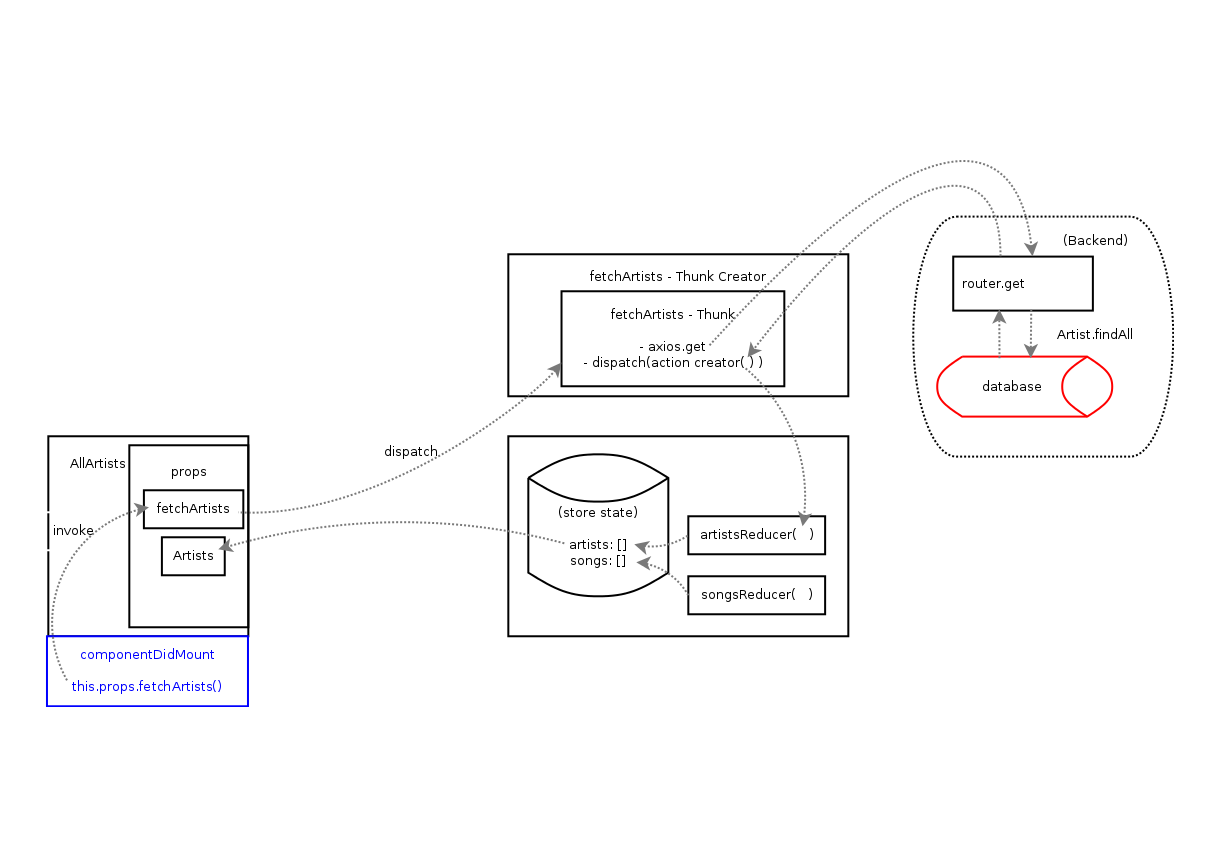 (Backend)
router.get
Artist.findAll
database
fetchArtists - Thunk Creator
fetchArtists - Thunk
- axios.get
- dispatch(action creator( ) )
dispatch
AllArtists
props
fetchArtists
invoke
Artists
componentDidMount
this.props.fetchArtists()
(store state)
artists: []
songs: []
artistsReducer( )
songsReducer( )